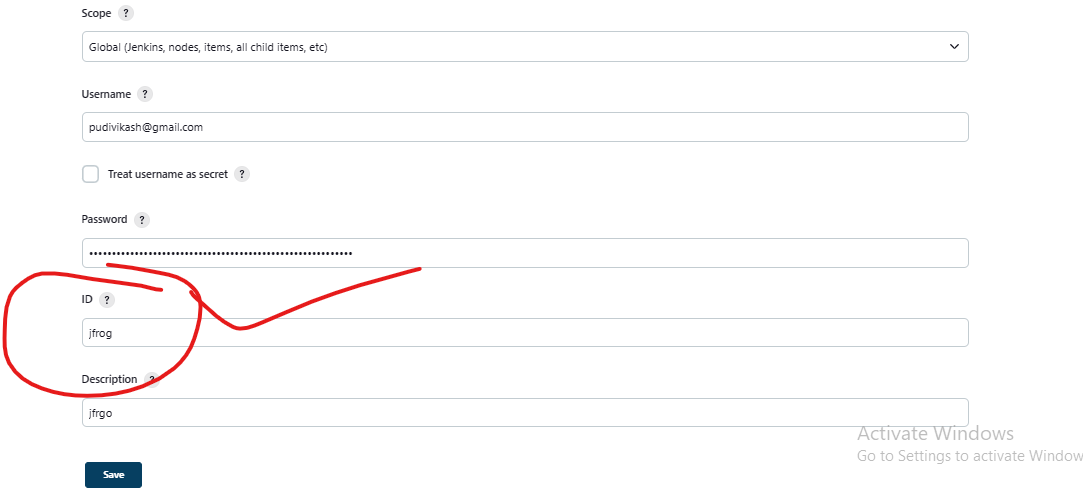 Scope ?
Global (Jenkins, nodes, items, all child items, etc)
Username ?
pudivikash@gmail.com
Treat username as secret ?
Password ?
ID ?
jfrog
Description ?
jfrgo
Save
Activate Windows
Go to Settings to activate Window